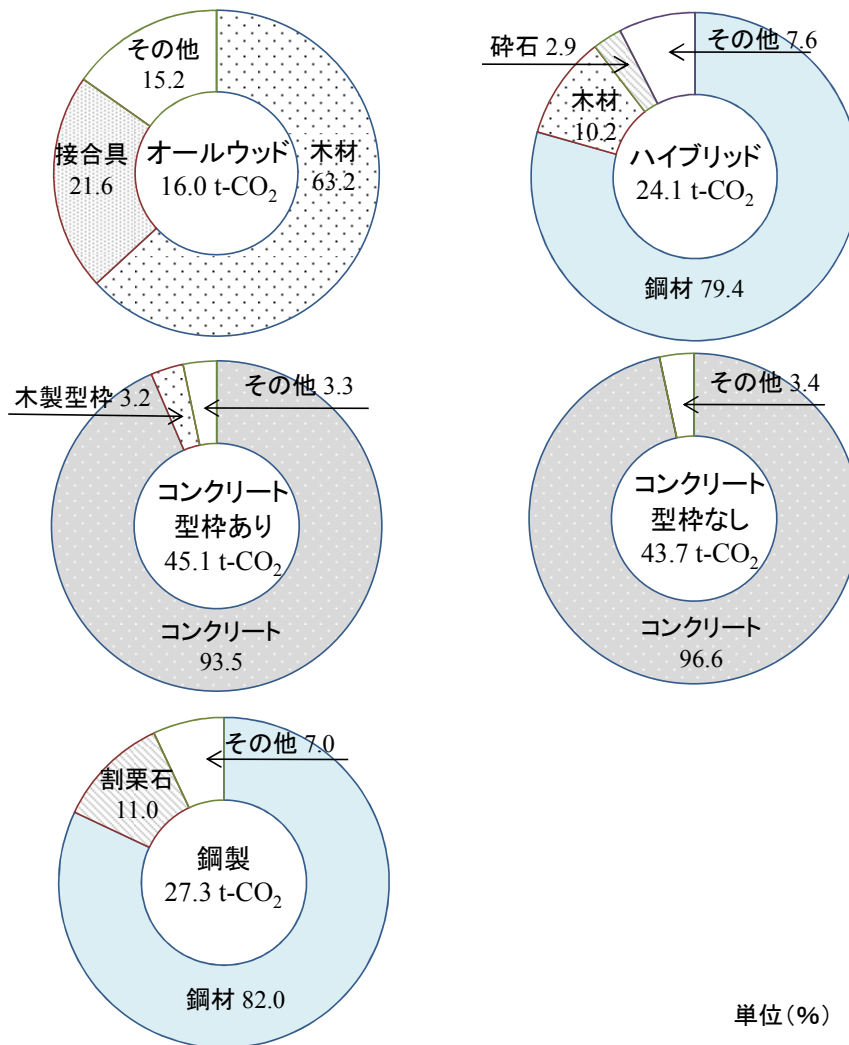 その他
15.2
接合具
21.6
オールウッド
16.0 t-CO₂
木材
63.2
砕石 2.9
その他 7.6
木材
10.2
ハイブリッド
24.1 t-CO₂
鋼材 79.4
木製型枠 3.2
その他 3.3
コンクリート
型枠あり
45.1 t-CO₂
コンクリート
93.5
その他 3.4
コンクリート
型枠なし
43.7 t-CO₂
コンクリート
96.6
その他 7.0
割栗石
11.0
鋼製
27.3 t-CO₂
鋼材 82.0
単位(%)